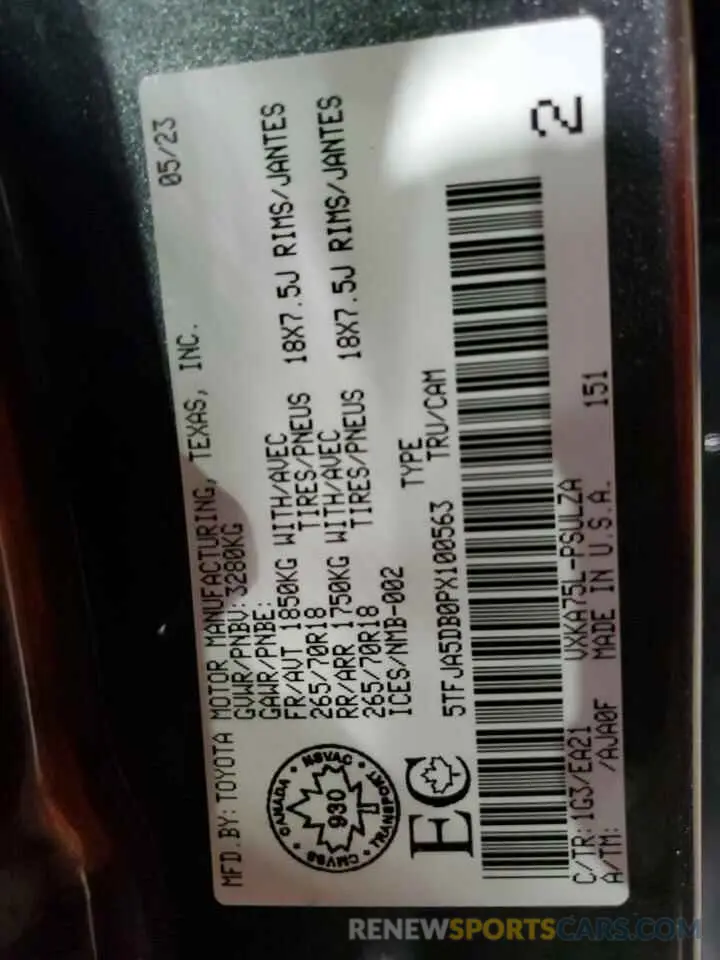 MFD.BY: TOYOTA MOTOR MANUFACTURING, TEXAS, INC. 05/23
GVWR/PNBV: 3280KG
GAWR/PNBE:
FR/AVT 1850KG WITH/AVEC
265/70R18 TIRES/PNEUS 18X7.5J RIMS/JANTES
RR/ARR 1750KG WITH/AVEC
265/70R18 TIRES/PNEUS 18X7.5J RIMS/JANTES
ICES/NMB-002
TYPE
5TFJA5DB0PX100563 TRU/CAM
2
CANADA • NSVAC • TRANSPORT • CMVSS •
930
EC
C/TR: 1G3/EA21 VXKA75L-PSULZA 151
A/TM: /AJA0F MADE IN U.S.A.
RENEWSPORTSCARS.COM